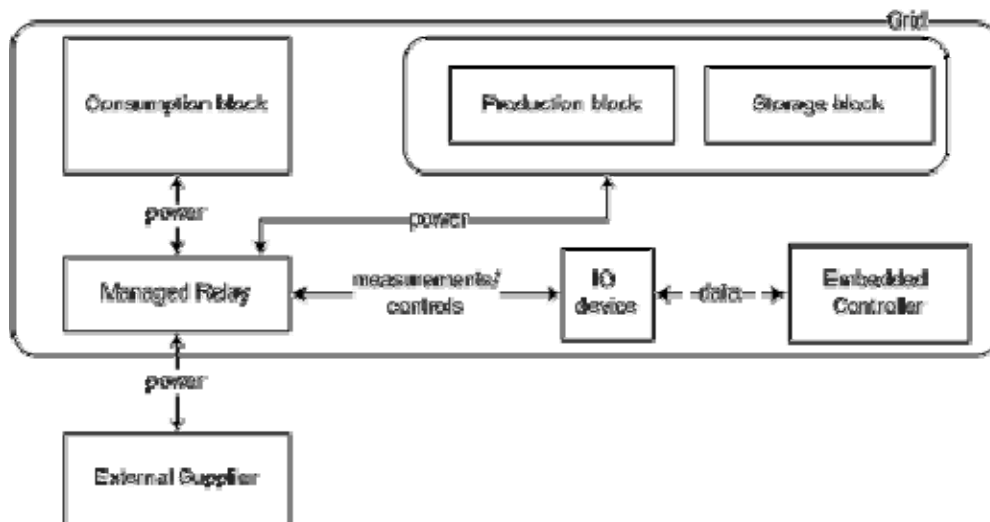 Grid
Consumption block
Production block
Storage block
power
power
Managed Relay
measurements/
controls
IO
device
data
Embedded
Controller
power
External Supplier